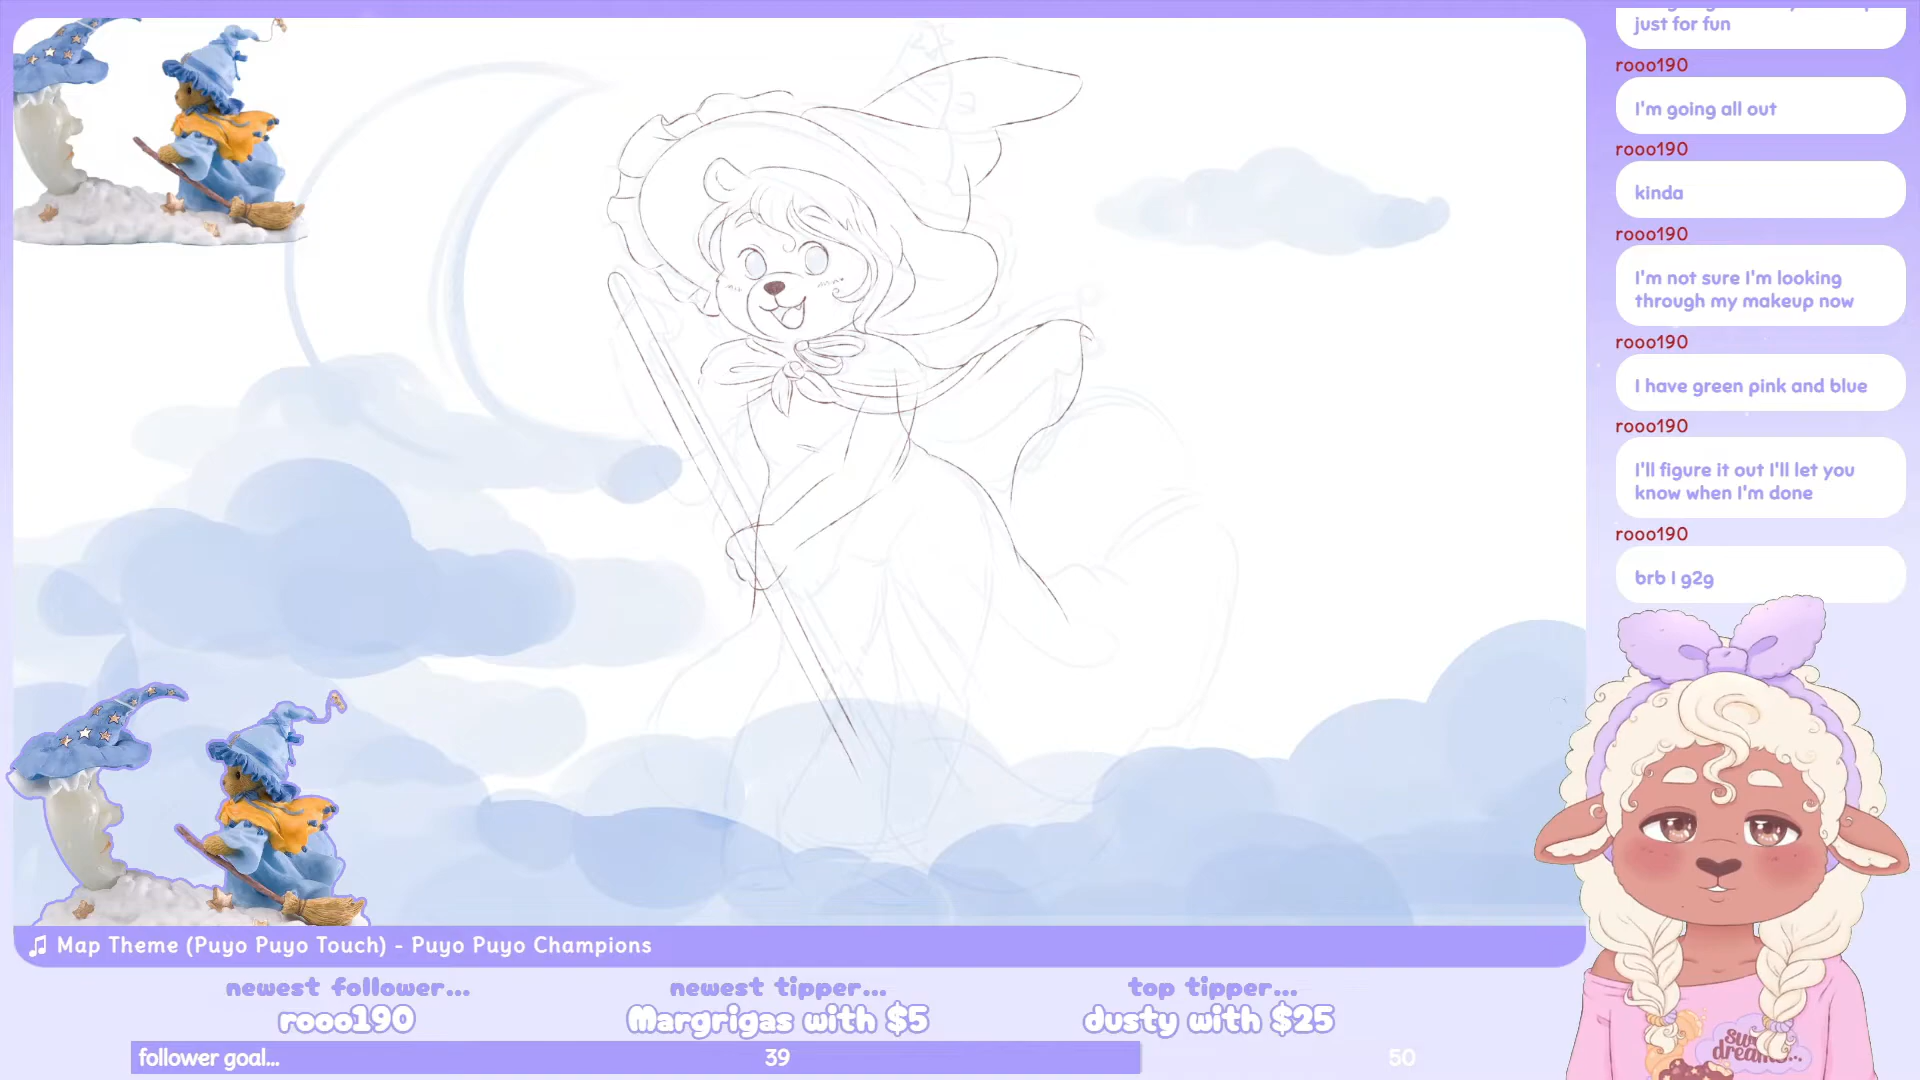 just for fun
rooo190
I'm going all out
rooo190
kinda
rooo190
I'm not sure I'm looking
through my makeup now
rooo190
I have green pink and blue
rooo190
I'll figure it out I'll let you
know when I'm done
rooo190
brb I g2g
Map Theme (Puyo Puyo Touch) - Puyo Puyo Champions
newest follower...
rooo190
newest tipper...
Margrigas with $5
top tipper...
dusty with $25
follower goal...
39
50
dreams...